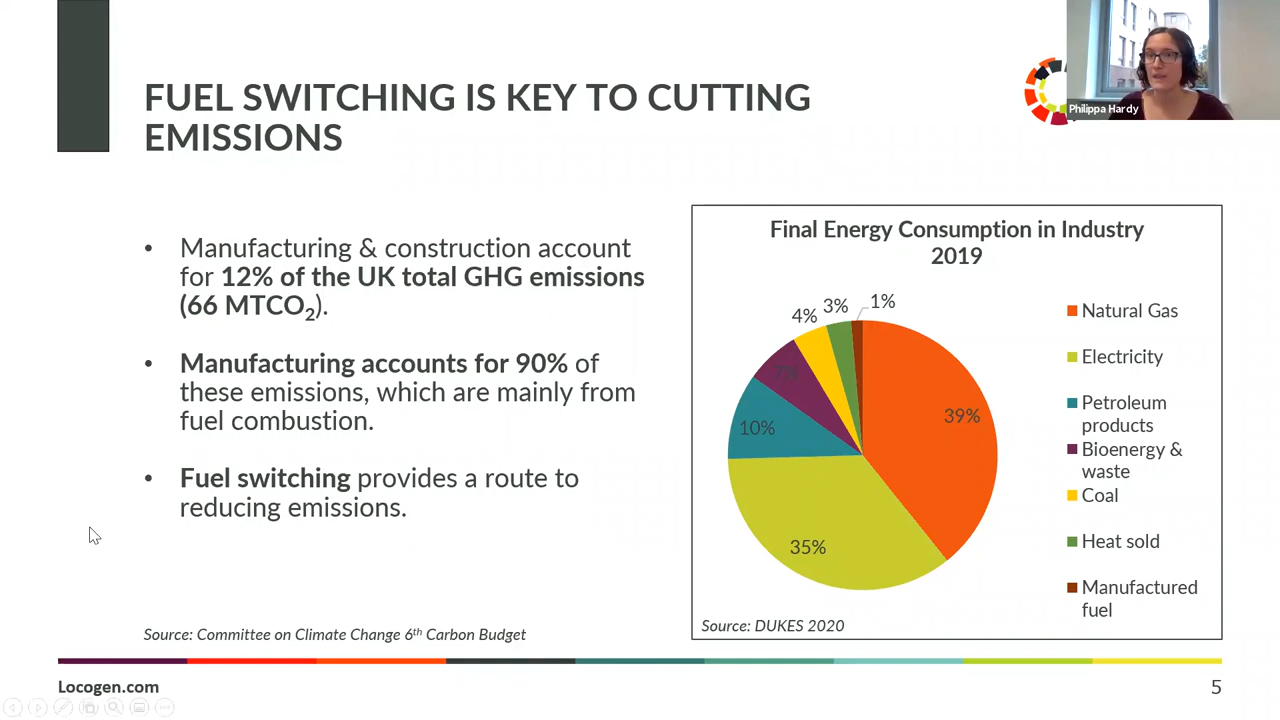 Philippa Hardy
FUEL SWITCHING IS KEY TO CUTTING
EMISSIONS
• Manufacturing & construction account
for 12% of the UK total GHG emissions
(66 MTCO₂).
• Manufacturing accounts for 90% of
these emissions, which are mainly from
fuel combustion.
• Fuel switching provides a route to
reducing emissions.
Source: Committee on Climate Change 6th Carbon Budget
Final Energy Consumption in Industry
2019
39%
35%
10%
7%
4%
3%
1%
Natural Gas
Electricity
Petroleum
products
Bioenergy &
waste
Coal
Heat sold
Manufactured
fuel
Source: DUKES 2020
Locogen.com
5